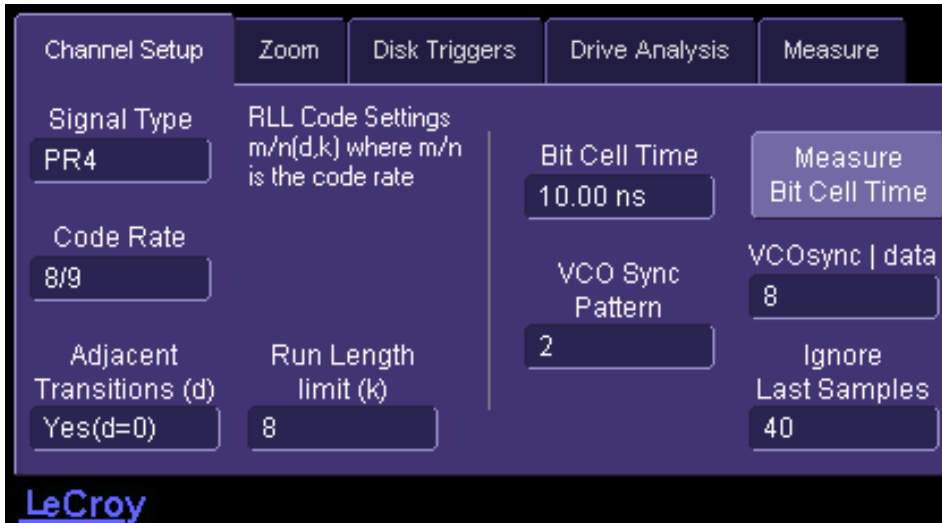 Channel Setup
Zoom
Disk Triggers
Drive Analysis
Measure
Signal Type
PR4
RLL Code Settings
m/n(d,k) where m/n
is the code rate
Code Rate
8/9
Adjacent
Transitions (d)
Yes(d=0)
Run Length
limit (k)
8
Bit Cell Time
10.00 ns
Measure
Bit Cell Time
VCO Sync
Pattern
2
VCOsync | data
8
Ignore
Last Samples
40
LeCroy